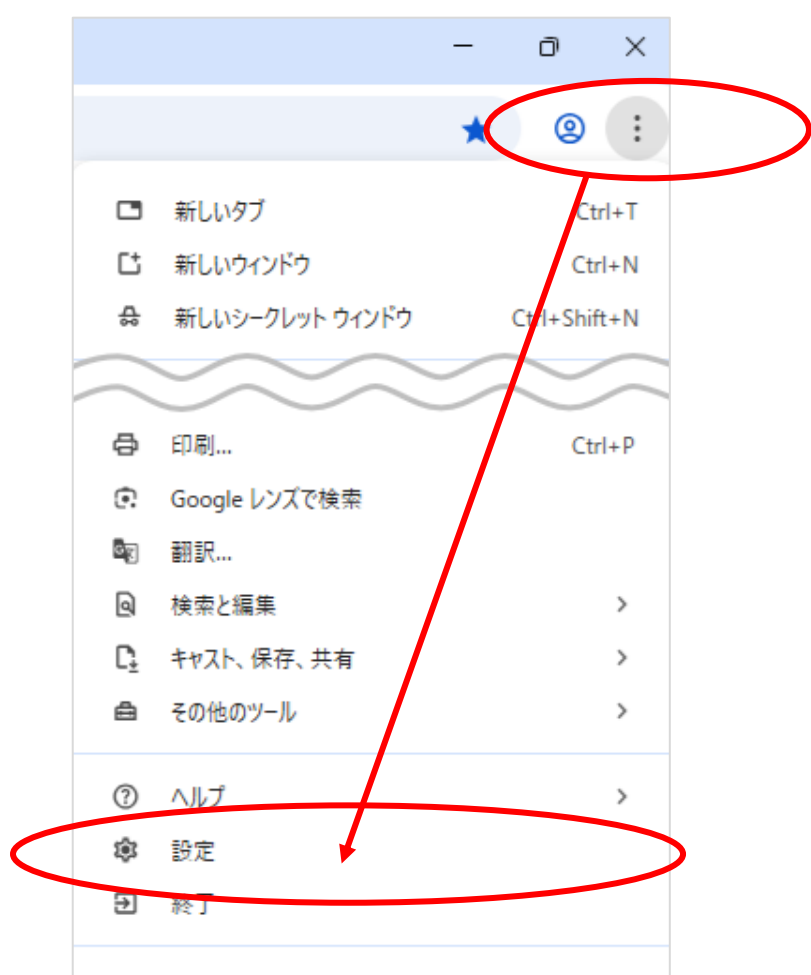 新しいタブ Ctrl+T
新しいウィンドウ Ctrl+N
新しいシークレット ウィンドウ Ctrl+Shift+N
印刷... Ctrl+P
Google レンズで検索
翻訳...
検索と編集
キャスト、保存、共有
その他のツール
ヘルプ
設定
終了